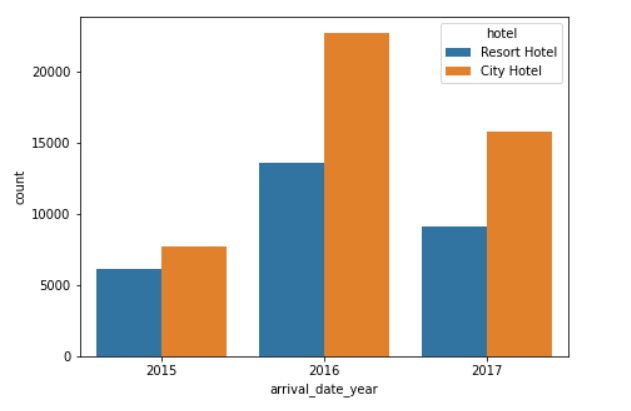 hotel
Resort Hotel
City Hotel
20000
15000
10000
5000
0
count
2015 2016 2017
arrival_date_year